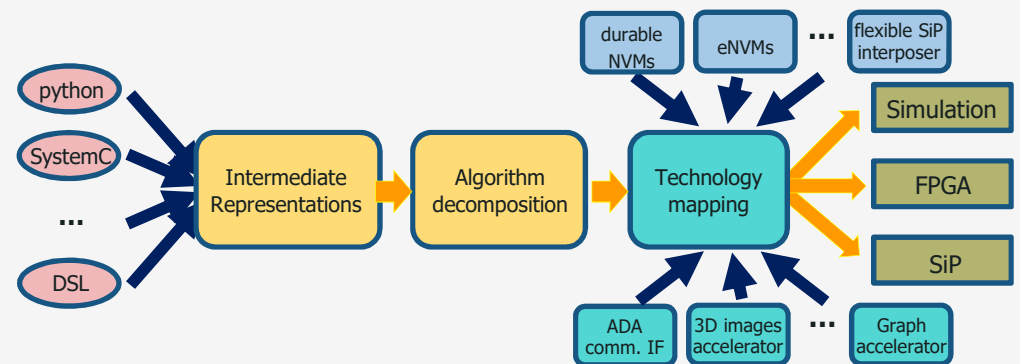 python
SystemC
...
DSL
Intermediate
Representations
Algorithm
decomposition
Technology
mapping
durable
NVMs
eNVMs
...
flexible SiP
interposer
ADA
comm. IF
3D images
accelerator
...
Graph
accelerator
Simulation
FPGA
SiP